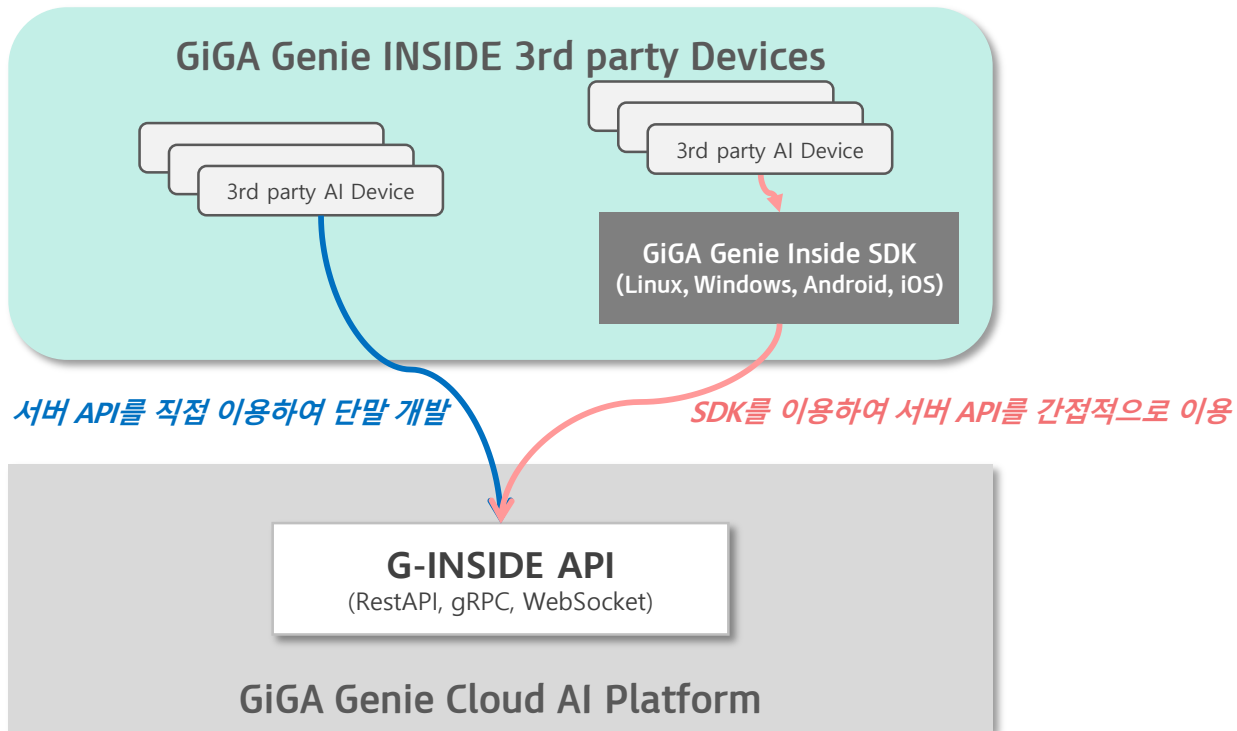 GiGA Genie INSIDE 3rd party Devices
3rd party AI Device
3rd party AI Device
GiGA Genie Inside SDK
(Linux, Windows, Android, iOS)
서버 API를 직접 이용하여 단말 개발
SDK를 이용하여 서버 API를 간접적으로 이용
G-INSIDE API
(RestAPI, gRPC, WebSocket)
GiGA Genie Cloud AI Platform